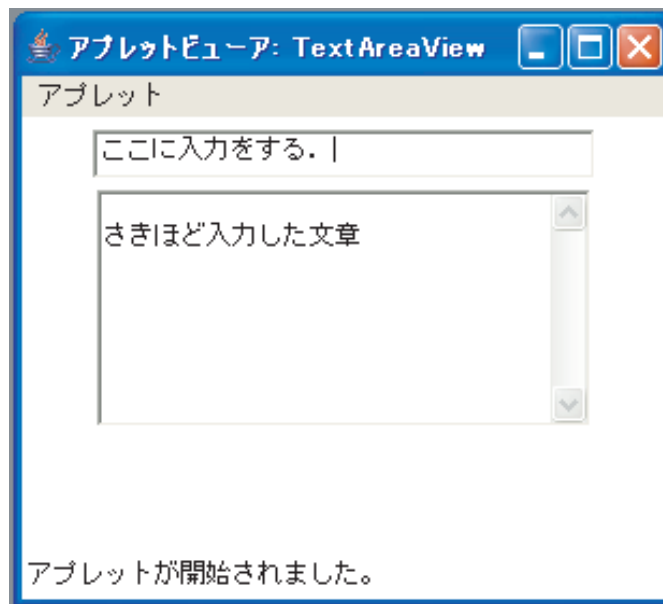 アプレットビューア: TextAreaView
アプレット
ここに入力をする．
さきほど入力した文章
アプレットが開始されました。